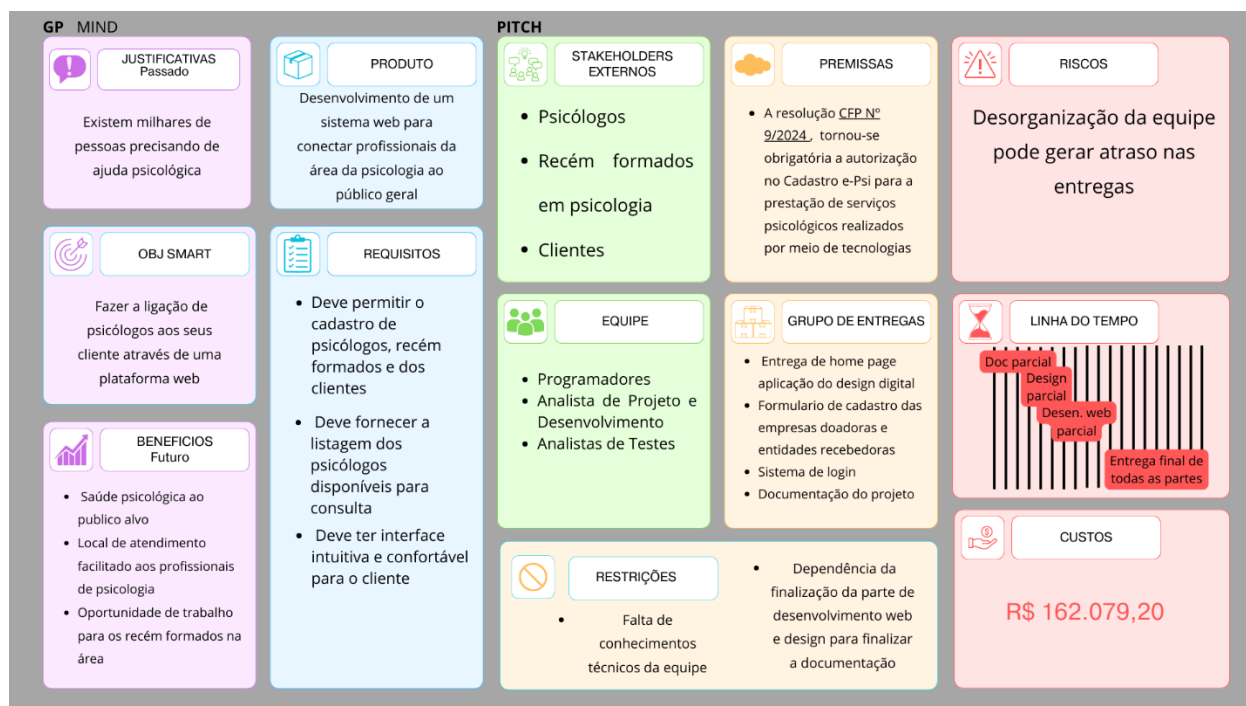 GP MIND
PITCH
JUSTIFICATIVAS
Passado
Existem milhares de
pessoas precisando de
ajuda psicológica
OBJ SMART
Fazer a ligação de
psicólogos aos seus
cliente através de uma
plataforma web
BENEFICIOS
Futuro
• Saúde psicológica ao
publico alvo
• Local de atendimento
facilitado aos profissionais
de psicologia
• Oportunidade de trabalho
para os recém formados na
área
PRODUTO
Desenvolvimento de um
sistema web para
conectar profissionais da
área da psicologia ao
público geral
REQUISITOS
• Deve permitir o
cadastro de
psicólogos, recém
formados e dos
clientes
• Deve fornecer a
listagem dos
psicólogos
disponíveis para
consulta
• Deve ter interface
intuitiva e confortável
para o cliente
STAKEHOLDERS
EXTERNOS
• Psicólogos
• Recém formados
em psicologia
• Clientes
EQUIPE
• Programadores
• Analista de Projeto e
Desenvolvimento
• Analistas de Testes
PREMISSAS
• A resolução CFP Nº
9/2024 , tornou-se
obrigatória a autorização
no Cadastro e-Psi para a
prestação de serviços
psicológicos realizados
por meio de tecnologias
GRUPO DE ENTREGAS
• Entrega de home page
aplicação do design digital
• Formulario de cadastro das
empresas doadoras e
entidades recebedoras
• Sistema de login
• Documentação do projeto
RESTRIÇÕES
• Falta de
conhecimentos
técnicos da equipe
• Dependência da
finalização da parte de
desenvolvimento web
e design para finalizar
a documentação
RISCOS
Desorganização da equipe
pode gerar atraso nas
entregas
LINHA DO TEMPO
Doc parcial
Design
parcial
Desen. web
parcial
Entrega final de
todas as partes
CUSTOS
R$ 162.079,20